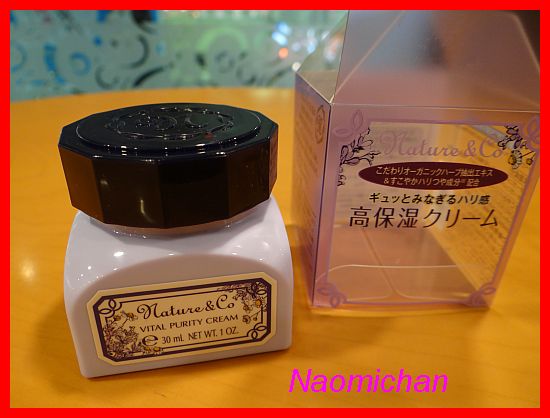 Nature & Co
VITAL PURITY CREAM
℮ 30 mL NET WT. 1 OZ.
Nature & Co
こだわりオーガニックハーブ抽出エキス
&すこやかハリつや成分 配合
ギュッとみなぎるハリ感
高保湿クリーム
Naomichan